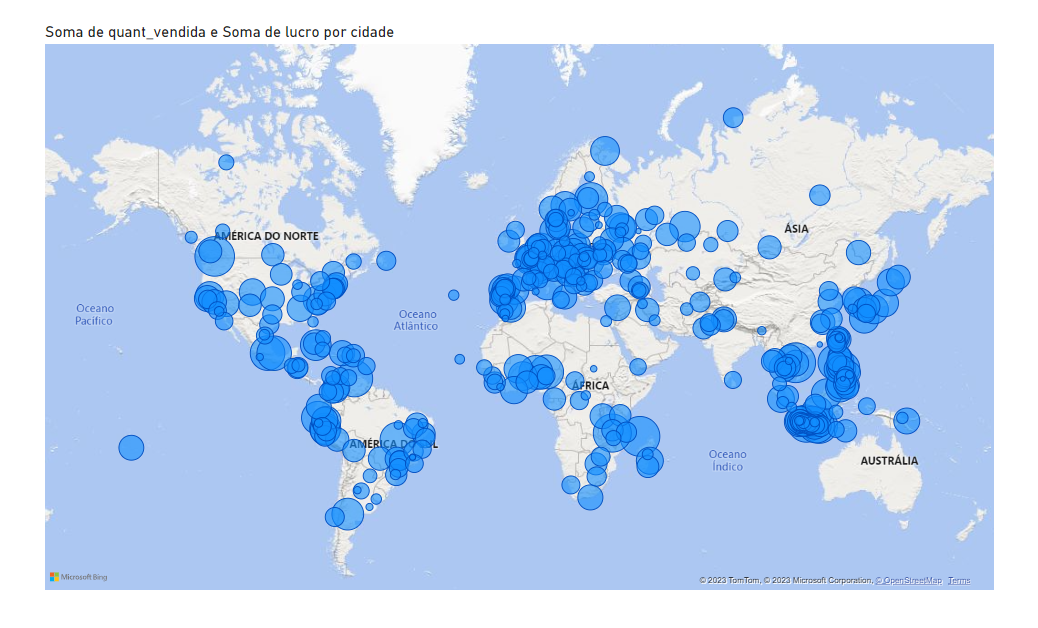 Soma de quant_vendida e Soma de lucro por cidade
AMÉRICA DO NORTE
ÁSIA
Oceano
Pacífico
Oceano
Atlântico
ÁFRICA
AMÉRICA DO SUL
Oceano
Índico
AUSTRÁLIA
Microsoft Bing
© 2023 TomTom, © 2023 Microsoft Corporation, © OpenStreetMap Terms